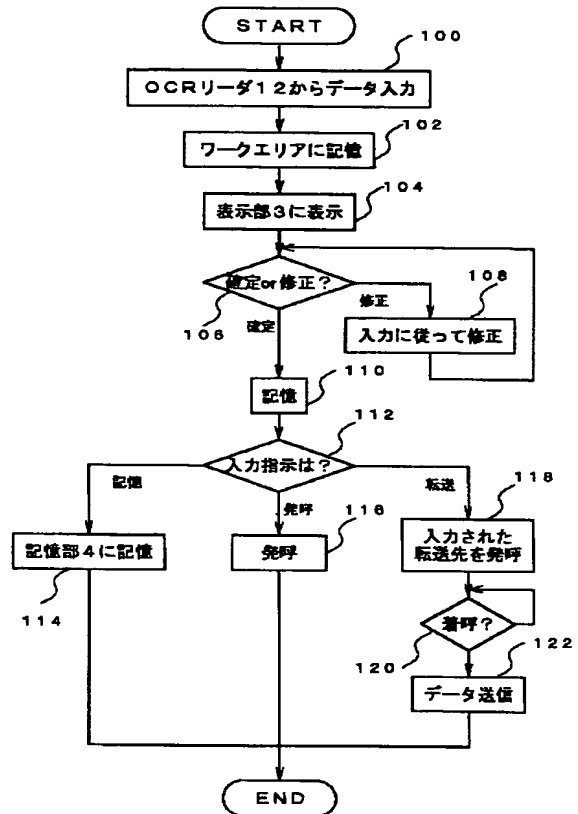 START
100
OCRリーダ12からデータ入力
102
ワークエリアに記憶
104
表示部3に表示
確定or修正?
106
修正
確定
108
入力に従って修正
110
記憶
112
入力指示は?
記憶
発呼
転送
114
記憶部4に記憶
116
発呼
118
入力された
転送先を発呼
着呼?
120
122
データ送信
END